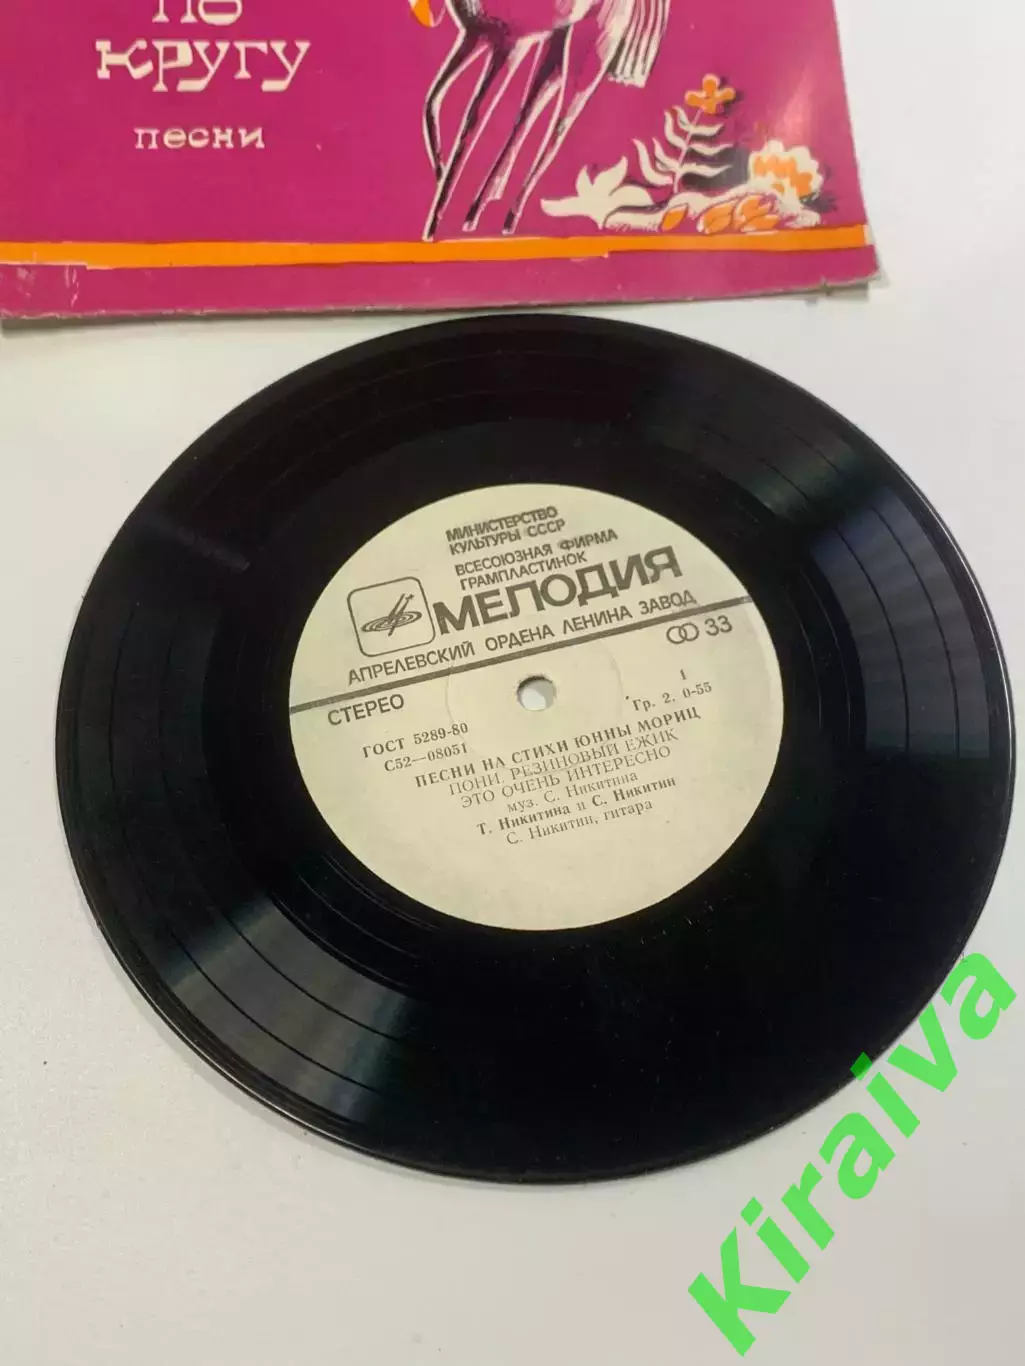 по
кругу
песни
МИНИСТЕРСТВО
КУЛЬТУРЫ СССР
ВСЕСОЮЗНАЯ ФИРМА
ГРАМПЛАСТИНОК
МЕЛОДИЯ
АПРЕЛЕВСКИЙ ОРДЕНА ЛЕНИНА ЗАВОД
33
СТЕРЕО
1
ГОСТ 5289-80
Гр. 2. 0-55
С52—08051
ПЕСНИ НА СТИХИ ЮННЫ МОРИЦ
ПОНИ, РЕЗИНОВЫЙ ЕЖИК
ЭТО ОЧЕНЬ ИНТЕРЕСНО
муз. С. Никитина
Т. Никитина и С. Никитин
С. Никитин, гитара
Kiraiva